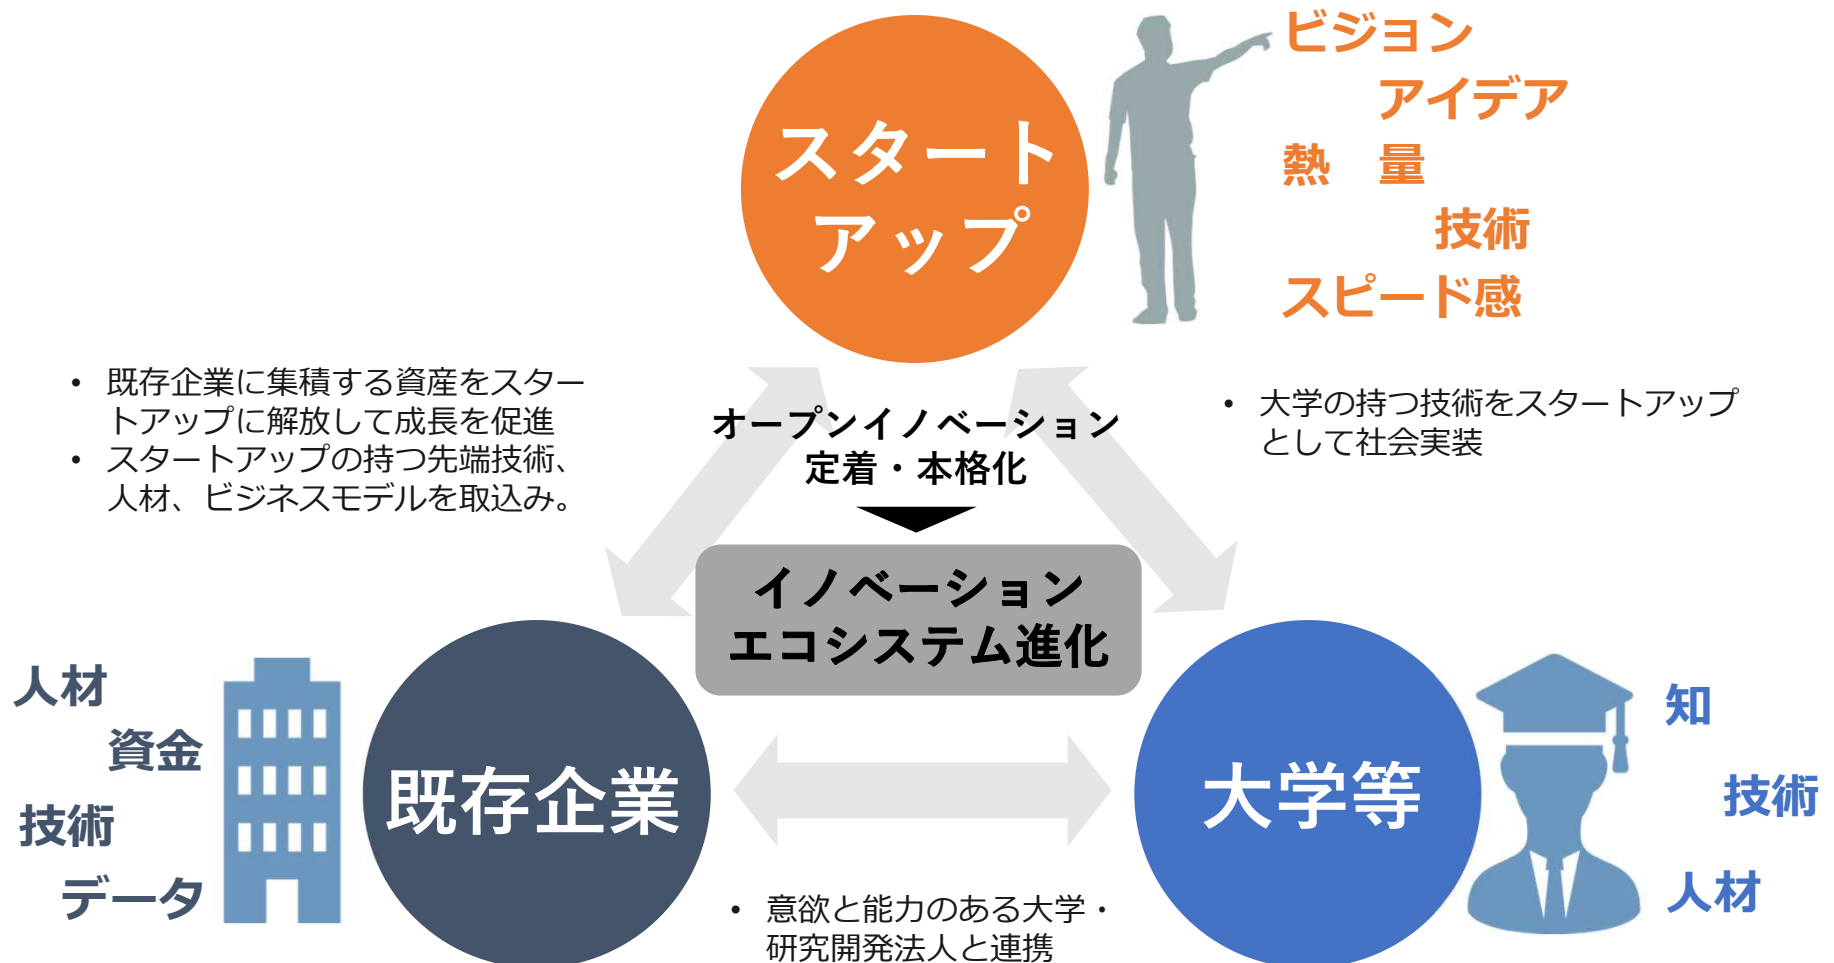 スタート
アップ
ビジョン
アイデア
熱　量
技術
スピード感
• 既存企業に集積する資産をスター
トアップに解放して成長を促進
• スタートアップの持つ先端技術、
人材、ビジネスモデルを取込み。
オープンイノベーション
定着・本格化
• 大学の持つ技術をスタートアップ
として社会実装
イノベーション
エコシステム進化
人材
資金
技術
データ
既存企業
大学等
知
技術
人材
• 意欲と能力のある大学・
研究開発法人と連携